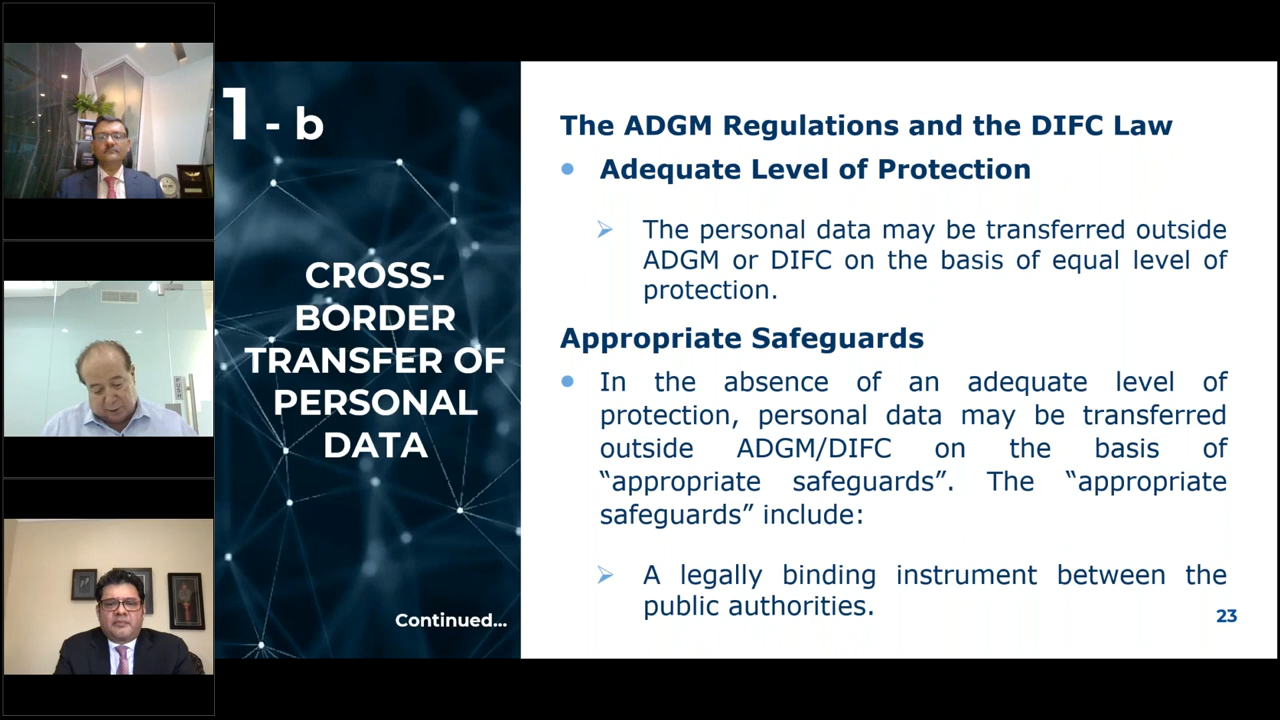 1 - b
CROSS-
BORDER
TRANSFER OF
PERSONAL
DATA
Continued...
The ADGM Regulations and the DIFC Law
Adequate Level of Protection
The personal data may be transferred outside
ADGM or DIFC on the basis of equal level of
protection.
Appropriate Safeguards
In the absence of an adequate level of
protection, personal data may be transferred
outside ADGM/DIFC on the basis of
“appropriate safeguards”. The “appropriate
safeguards” include:
A legally binding instrument between the
public authorities.
23
PUSH